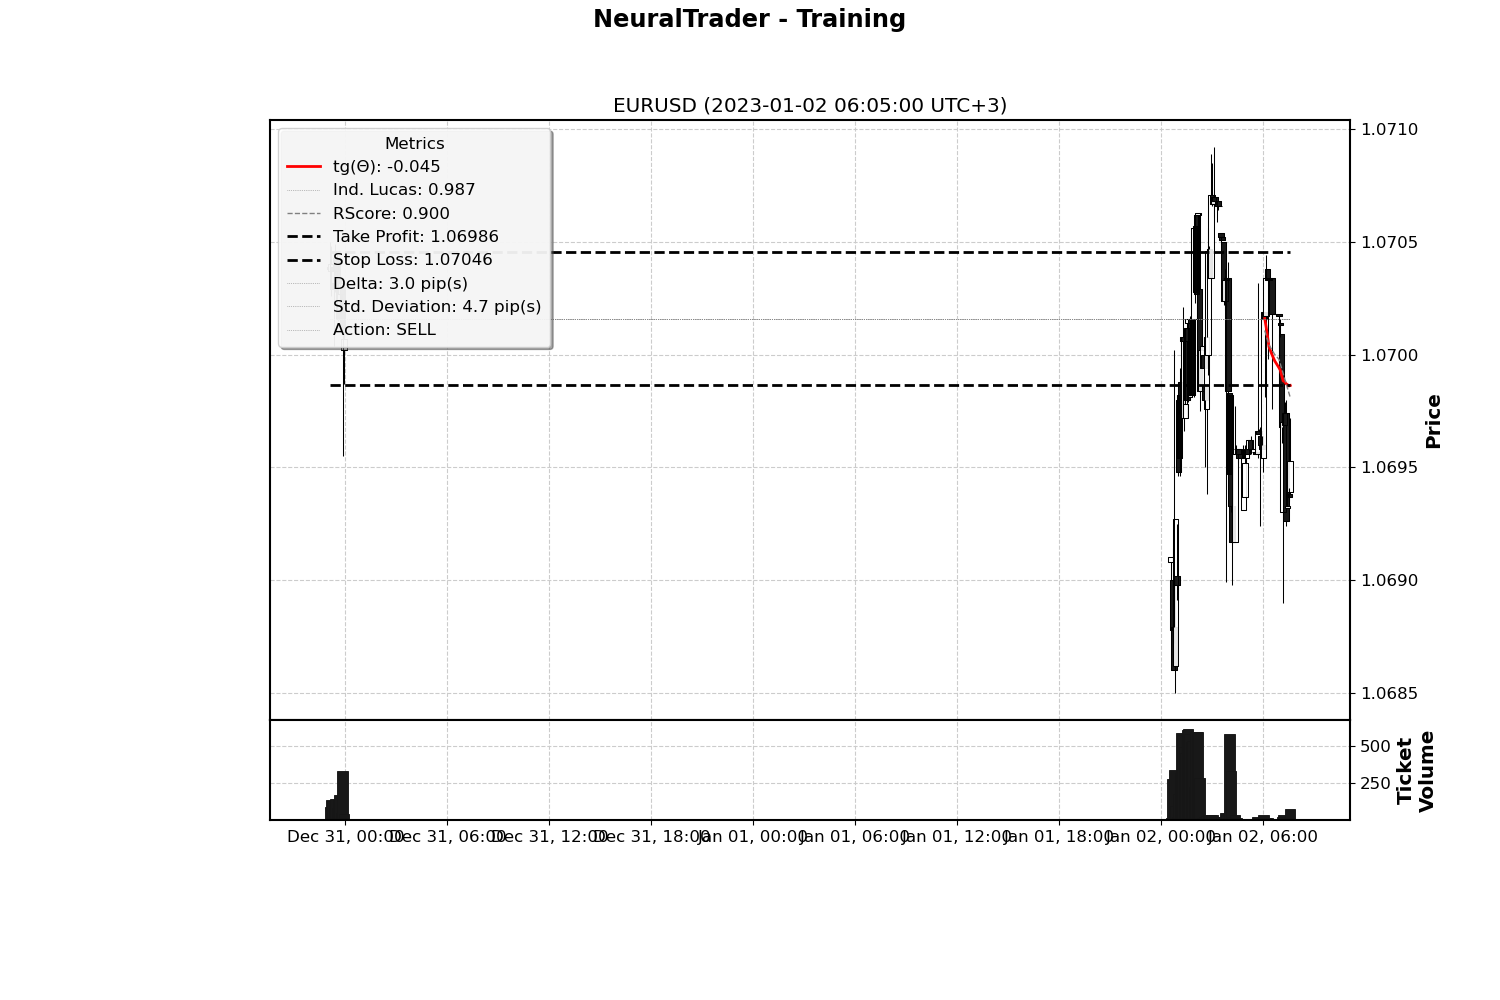 NeuralTrader - Training
EURUSD (2023-01-02 06:05:00 UTC+3)
Metrics
tg(Θ): -0.045
Ind. Lucas: 0.987
RScore: 0.900
Take Profit: 1.06986
Stop Loss: 1.07046
Delta: 3.0 pip(s)
Std. Deviation: 4.7 pip(s)
Action: SELL
1.0710
1.0705
1.0700
1.0695
1.0690
1.0685
Price
500
250
Ticket
Volume
Dec 31, 00:00
Dec 31, 06:00
Dec 31, 12:00
Dec 31, 18:00
Jan 01, 00:00
Jan 01, 06:00
Jan 01, 12:00
Jan 01, 18:00
Jan 02, 00:00
Jan 02, 06:00